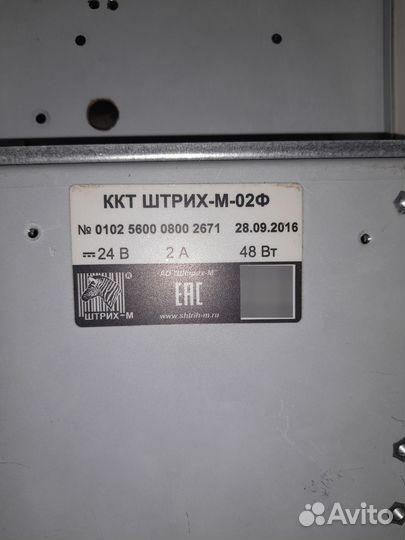 ККТ ШТРИХ-М-02Ф
№ 0102 5600 0800 2671 28.09.2016
24 В 2 А 48 Вт
АО "Штрих-М"
®
EAC
ШТРИХ-М
www.shtrih-m.ru
Avito